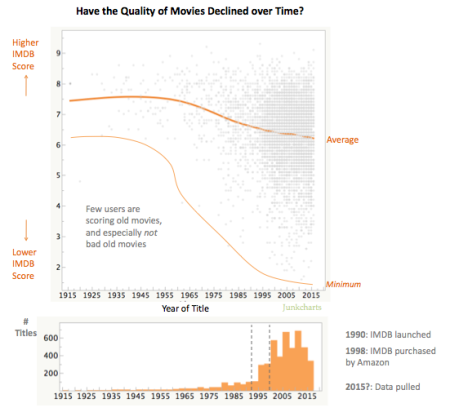 Have the Quality of Movies Declined over Time?
Higher
IMDB
Score
9
8
7
6
5
4
3
2
Average
Few users are
scoring old movies,
and especially not
bad old movies
Lower
IMDB
Score
Minimum
1915 1925 1935 1945 1955 1965 1975 1985 1995 2005 2015
Year of Title
Junkcharts
#
Titles
600
400
200
1990: IMDB launched
1998: IMDB purchased
by Amazon
2015?: Data pulled
1915 1925 1935 1945 1955 1965 1975 1985 1995 2005 2015